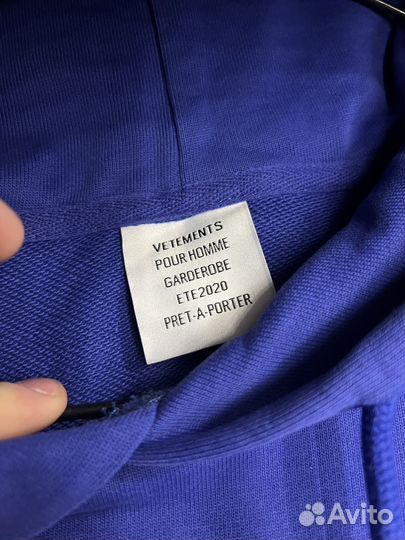 VETEMENTS
POUR HOMME
GARDEROBE
ETE2020
PRET-A-PORTER
Avito